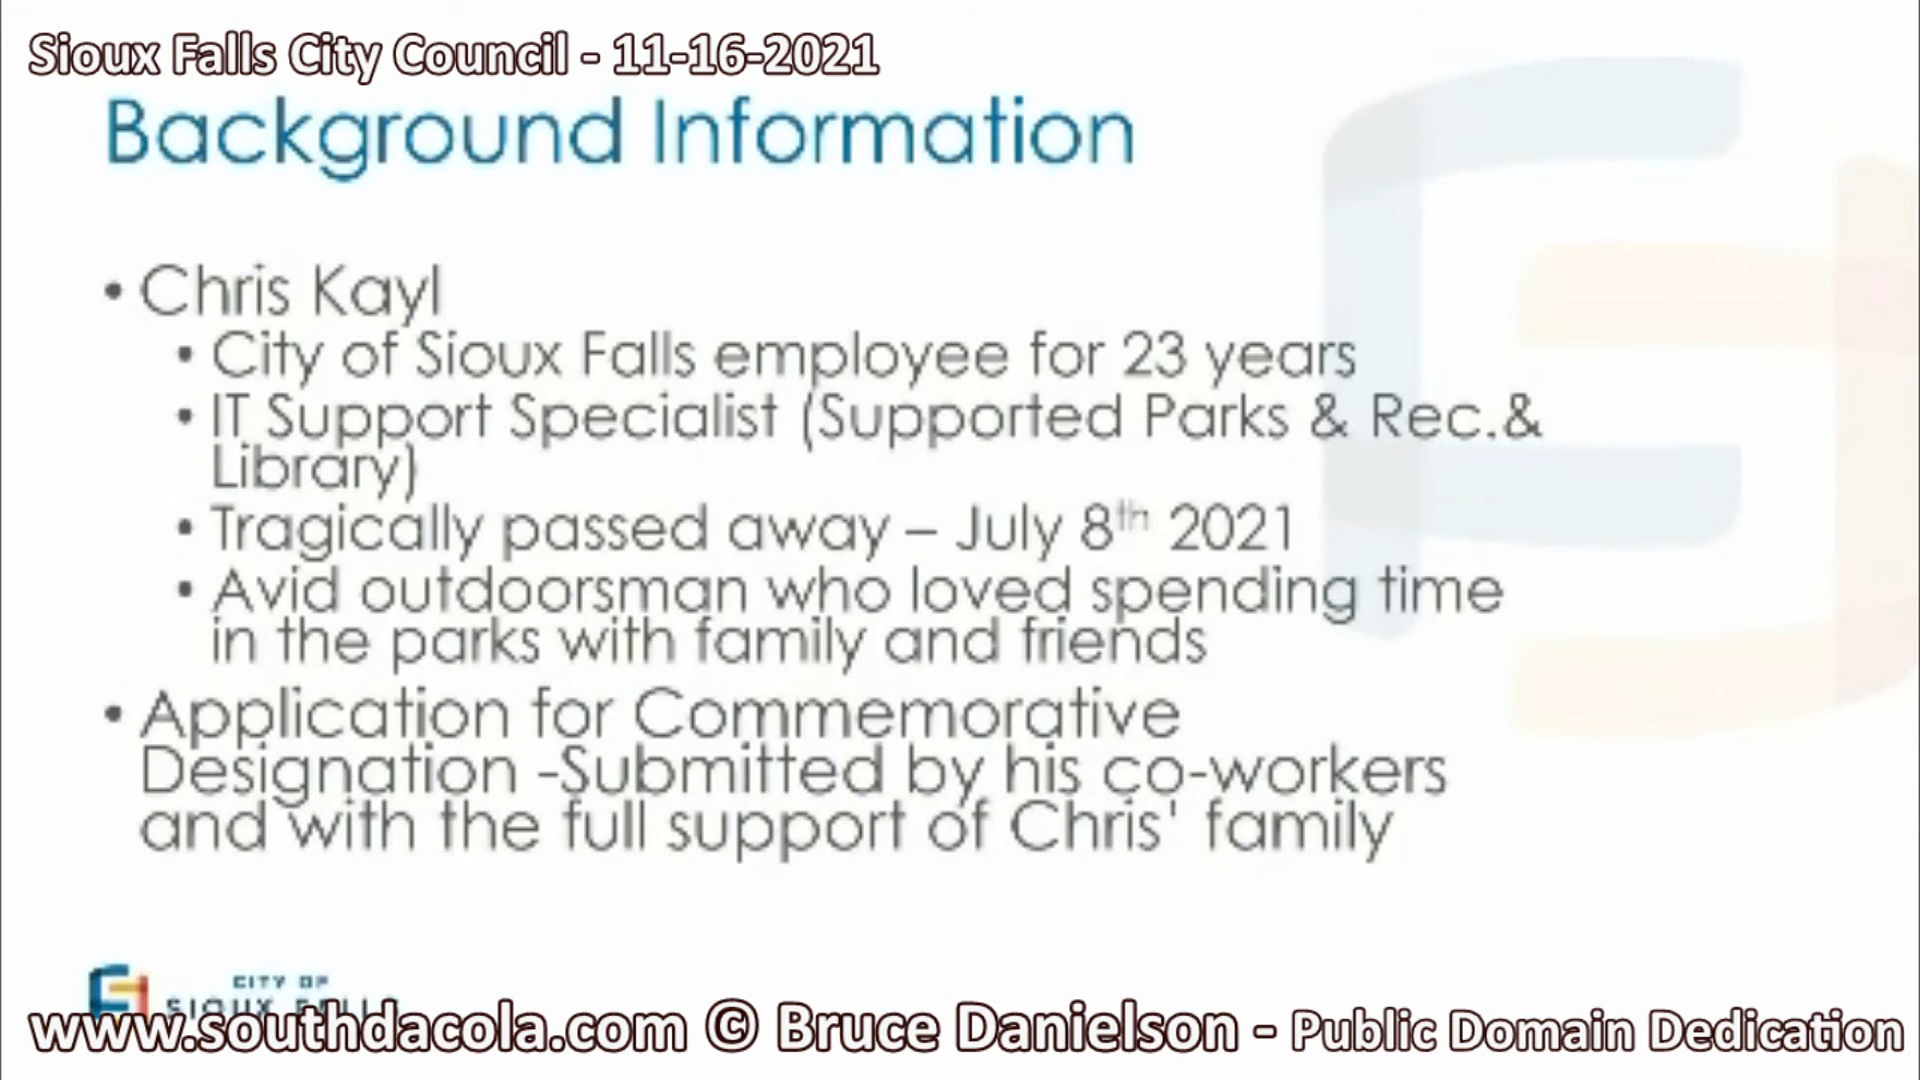 Sioux Falls City Council - 11-16-2021
Background Information
• Chris Kayl
• City of Sioux Falls employee for 23 years
• IT Support Specialist (Supported Parks & Rec.&
Library)
• Tragically passed away – July 8th 2021
• Avid outdoorsman who loved spending time
in the parks with family and friends
• Application for Commemorative
Designation -Submitted by his co-workers
and with the full support of Chris' family
CITY OF
SIOUX FALLS
www.southdacola.com © Bruce Danielson - Public Domain Dedication